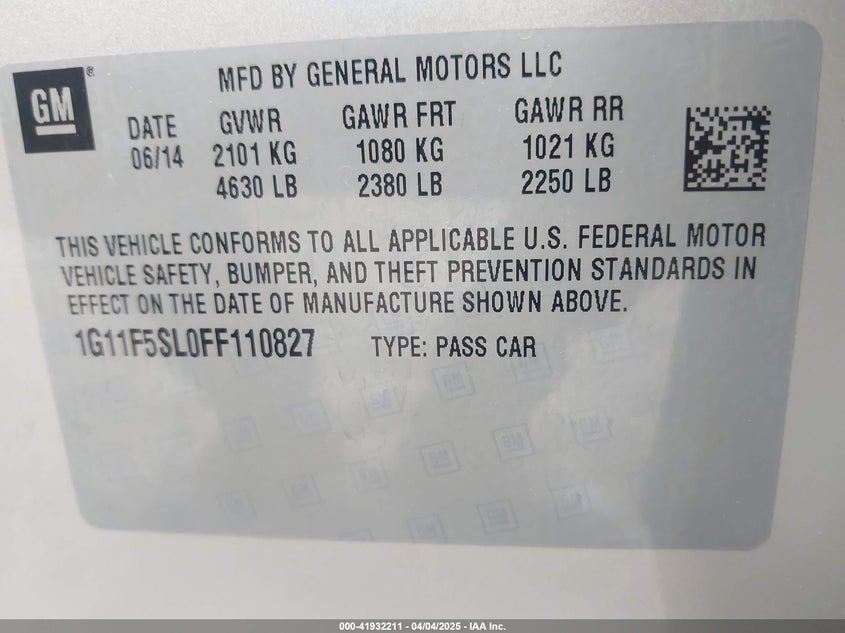 GM ®
MFD BY GENERAL MOTORS LLC
DATE GVWR GAWR FRT GAWR RR
06/14 2101 KG 1080 KG 1021 KG
4630 LB 2380 LB 2250 LB
THIS VEHICLE CONFORMS TO ALL APPLICABLE U.S. FEDERAL MOTOR
VEHICLE SAFETY, BUMPER, AND THEFT PREVENTION STANDARDS IN
EFFECT ON THE DATE OF MANUFACTURE SHOWN ABOVE.
1G11F5SL0FF110827 TYPE: PASS CAR
000-41932211 - 04/04/2025 - IAA Inc.